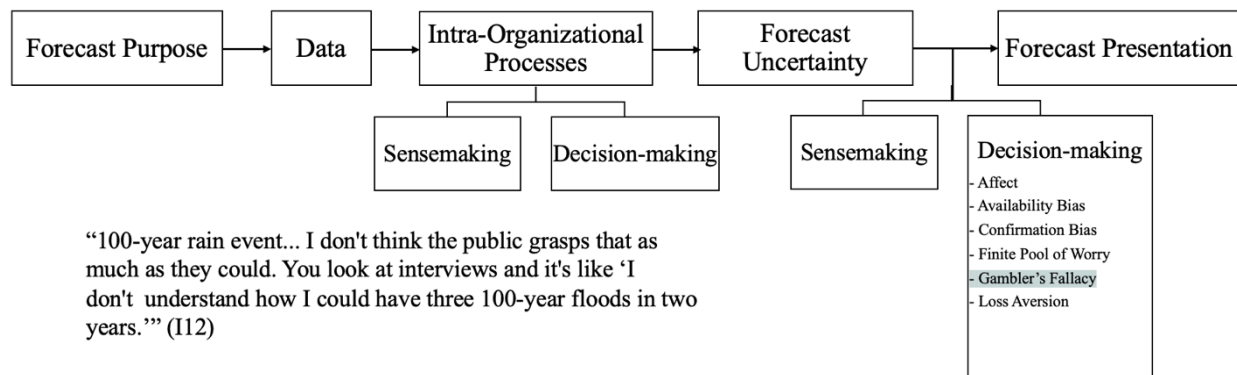 Forecast Purpose
Data
Intra-Organizational
Processes
Forecast
Uncertainty
Forecast Presentation
Sensemaking
Decision-making
Sensemaking
Decision-making
- Affect
- Availability Bias
- Confirmation Bias
- Finite Pool of Worry
- Gambler’s Fallacy
- Loss Aversion
“100-year rain event... I don't think the public grasps that as
much as they could. You look at interviews and it's like ‘I
don't understand how I could have three 100-year floods in two
years.’” (I12)